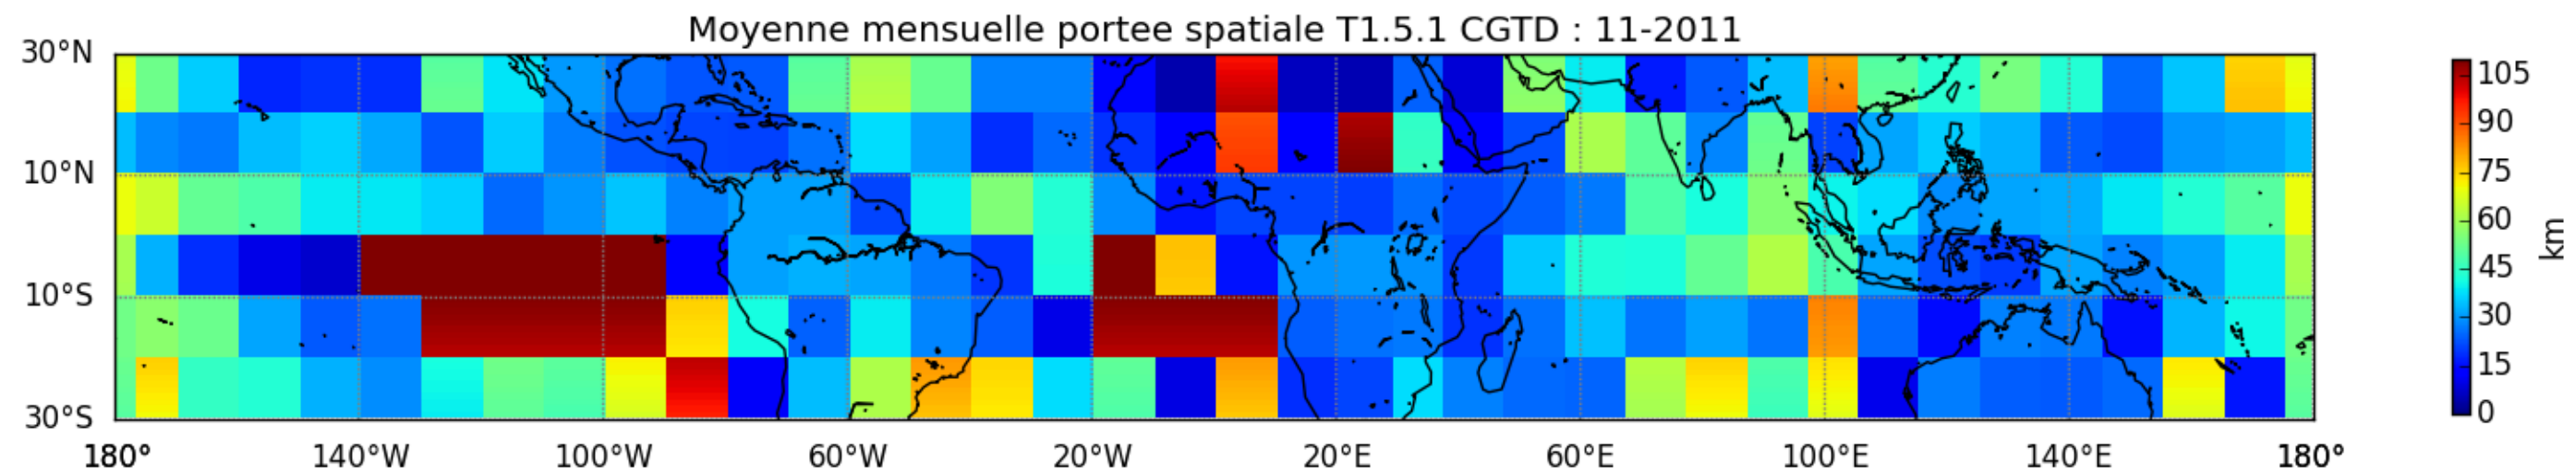 Moyenne mensuelle portee spatiale T1.5.1 CGTD : 11-2011
30°N
10°N
10°S
30°S
180° 140°W 100°W 60°W 20°W 20°E 60°E 100°E 140°E 180°
105
90
75
60
45
30
15
0
km